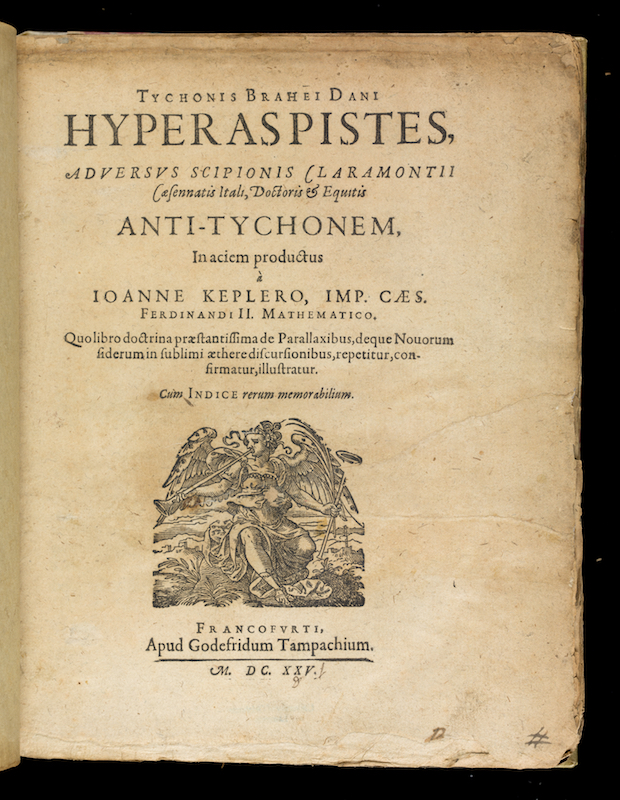 TYCHONIS BRAHEI DANI
HYPERASPISTES,
ADVERSVS SCIPIONIS CLARAMONTII
Cæſennatis Itali, Doctoris & Equitis
ANTI-TYCHONEM,
In aciem productus
à
IOANNE KEPLERO, IMP. CÆS.
FERDINANDI II. MATHEMATICO.
Quo libro doctrina præſtantiſſima de Parallaxibus, deque Nouorum
ſiderum in ſublimi æthere diſcurſionibus, repetitur, con-
firmatur, illuſtratur.
Cum INDICE rerum memorabilium.
FRANCOFVRTI,
Apud Godefridum Tampachium.
M. DC. XXV.